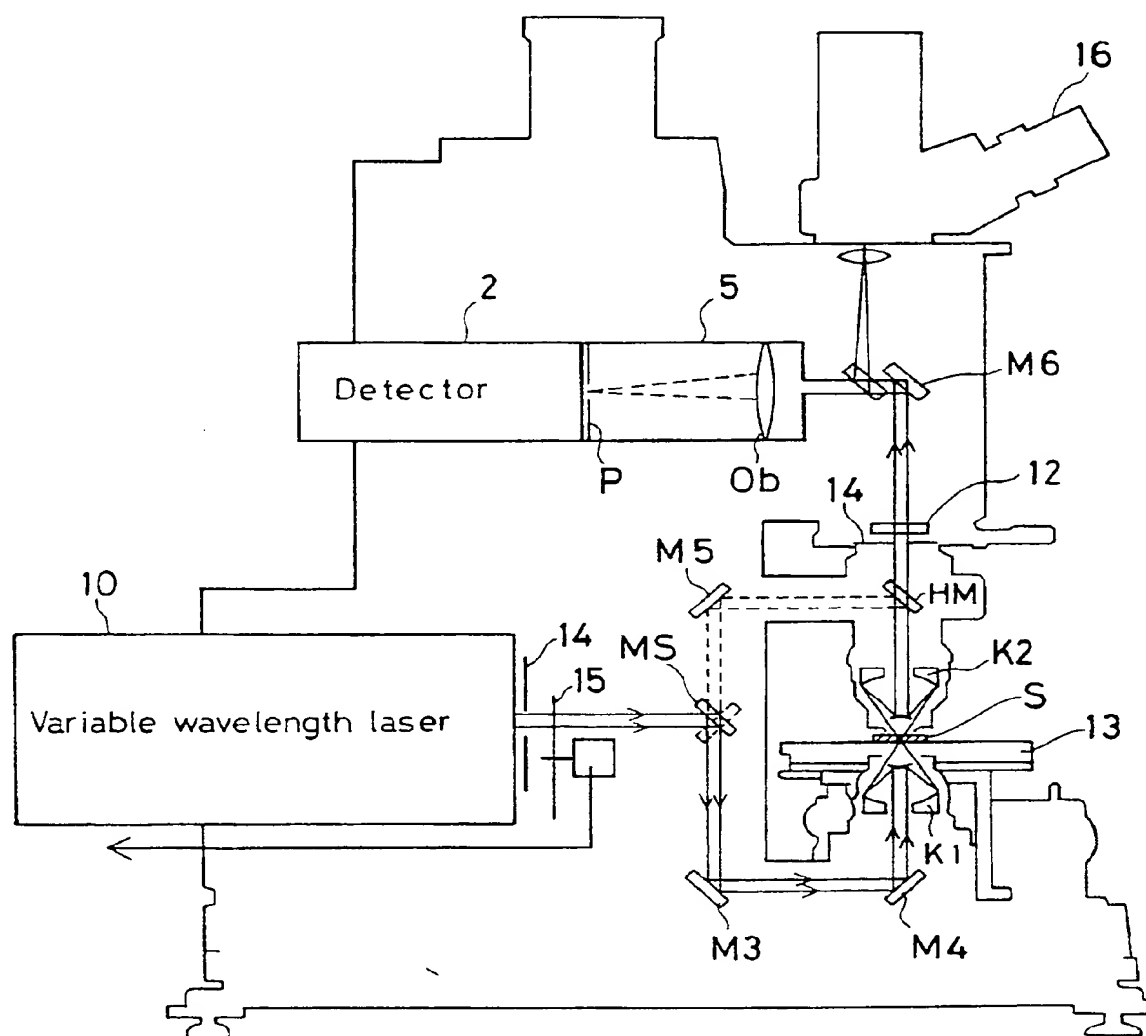 16
2
5
M6
Detector
P
Ob
12
14
M5
10
HM
MS
14
15
K2
S
Variable wavelength laser
13
K1
M3
M4